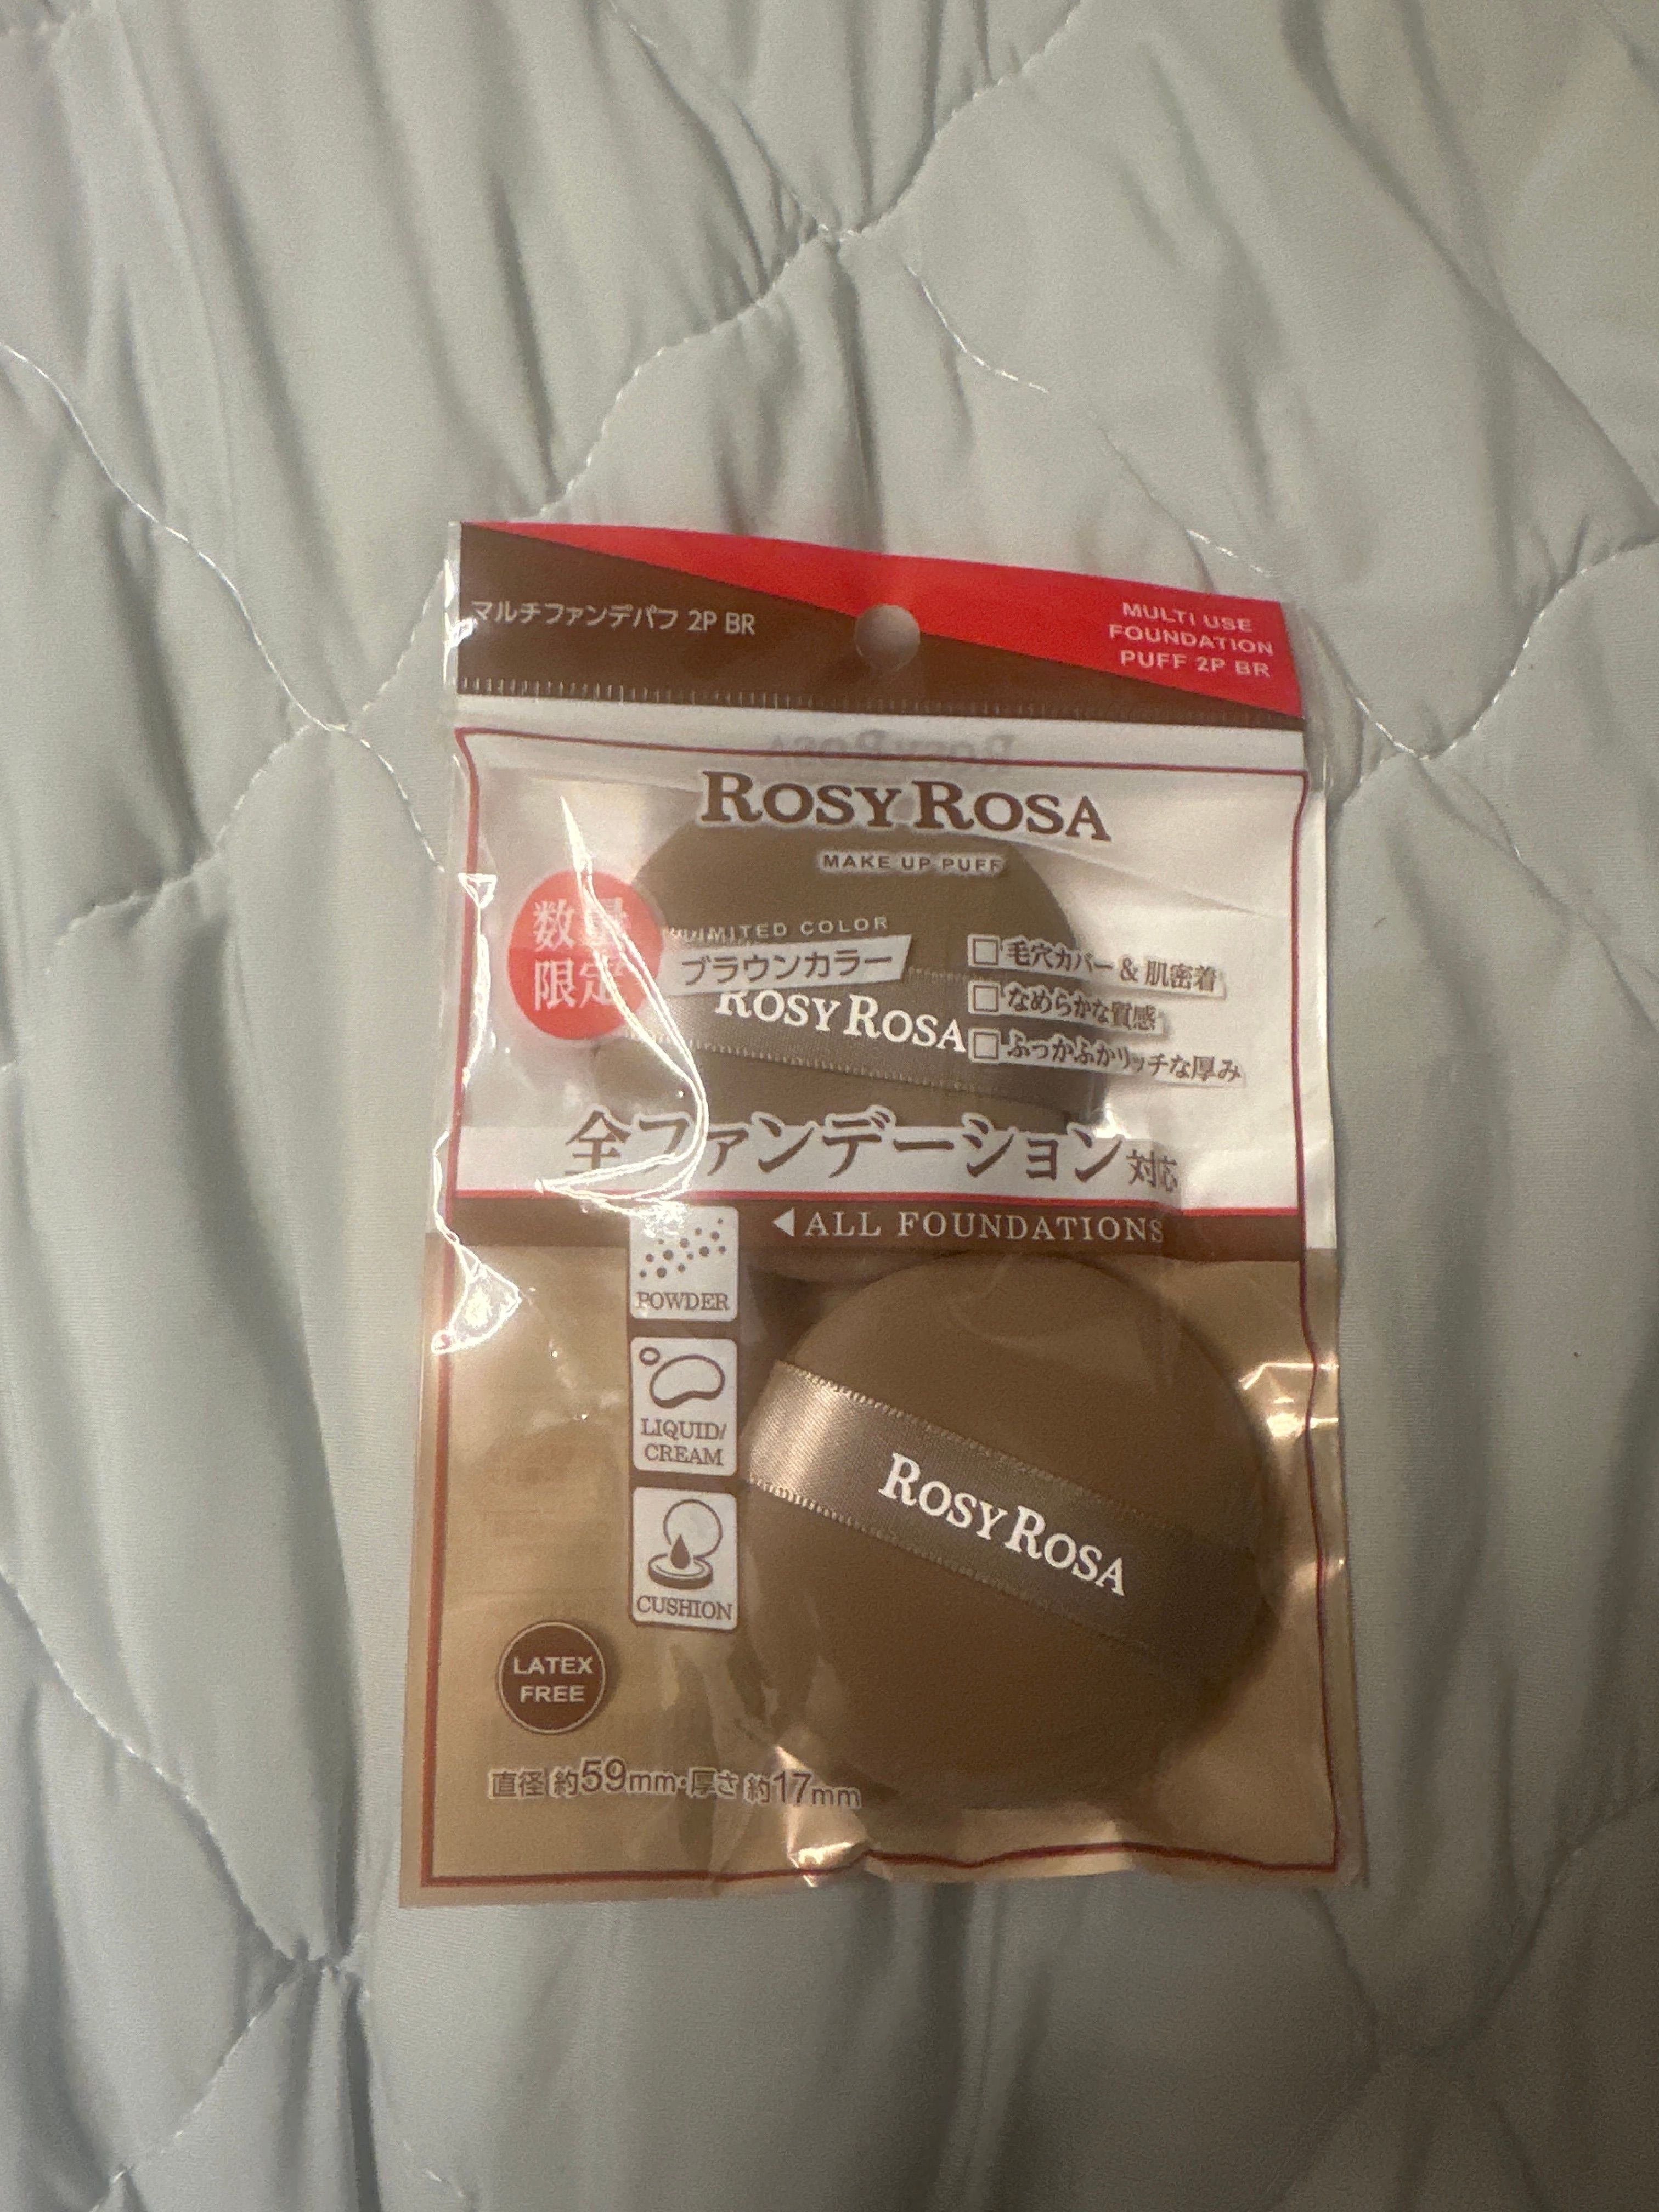 マルチファンデパフ 2P BR
MULTI USE
FOUNDATION
PUFF 2P BR
ROSY ROSA
MAKE UP PUFF
数量
限定
LIMITED COLOR
ブラウンカラー
ROSY ROSA
□毛穴カバー & 肌密着
□なめらかな質感
□ふっかふかリッチな厚み
全ファンデーション対応
◀ALL FOUNDATIONS
POWDER
LIQUID/
CREAM
CUSHION
ROSY ROSA
LATEX
FREE
直径 約59mm・厚さ 約17mm